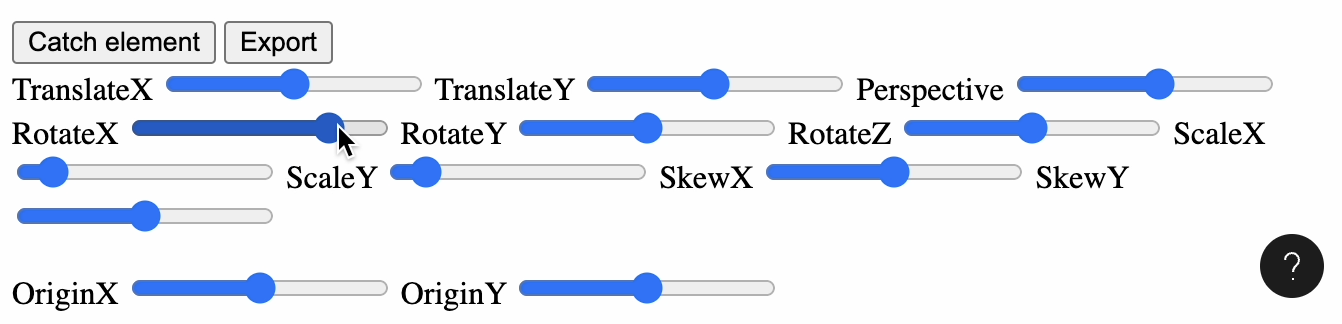 Catch element Export
TranslateX TranslateY Perspective
RotateX RotateY RotateZ ScaleX
ScaleY SkewX SkewY
?
OriginX OriginY